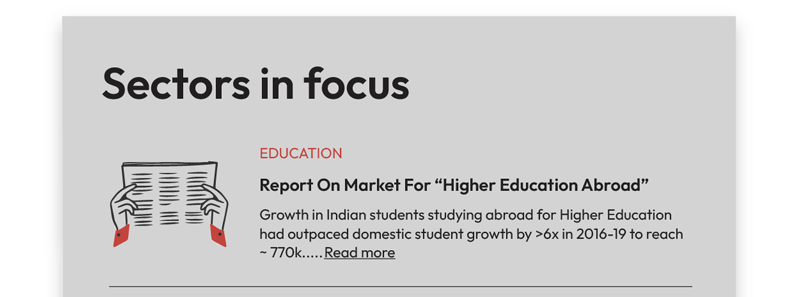 Sectors in focus
EDUCATION
Report On Market For “Higher Education Abroad”
Growth in Indian students studying abroad for Higher Education
had outpaced domestic student growth by >6x in 2016-19 to reach
~ 770k.....Read more